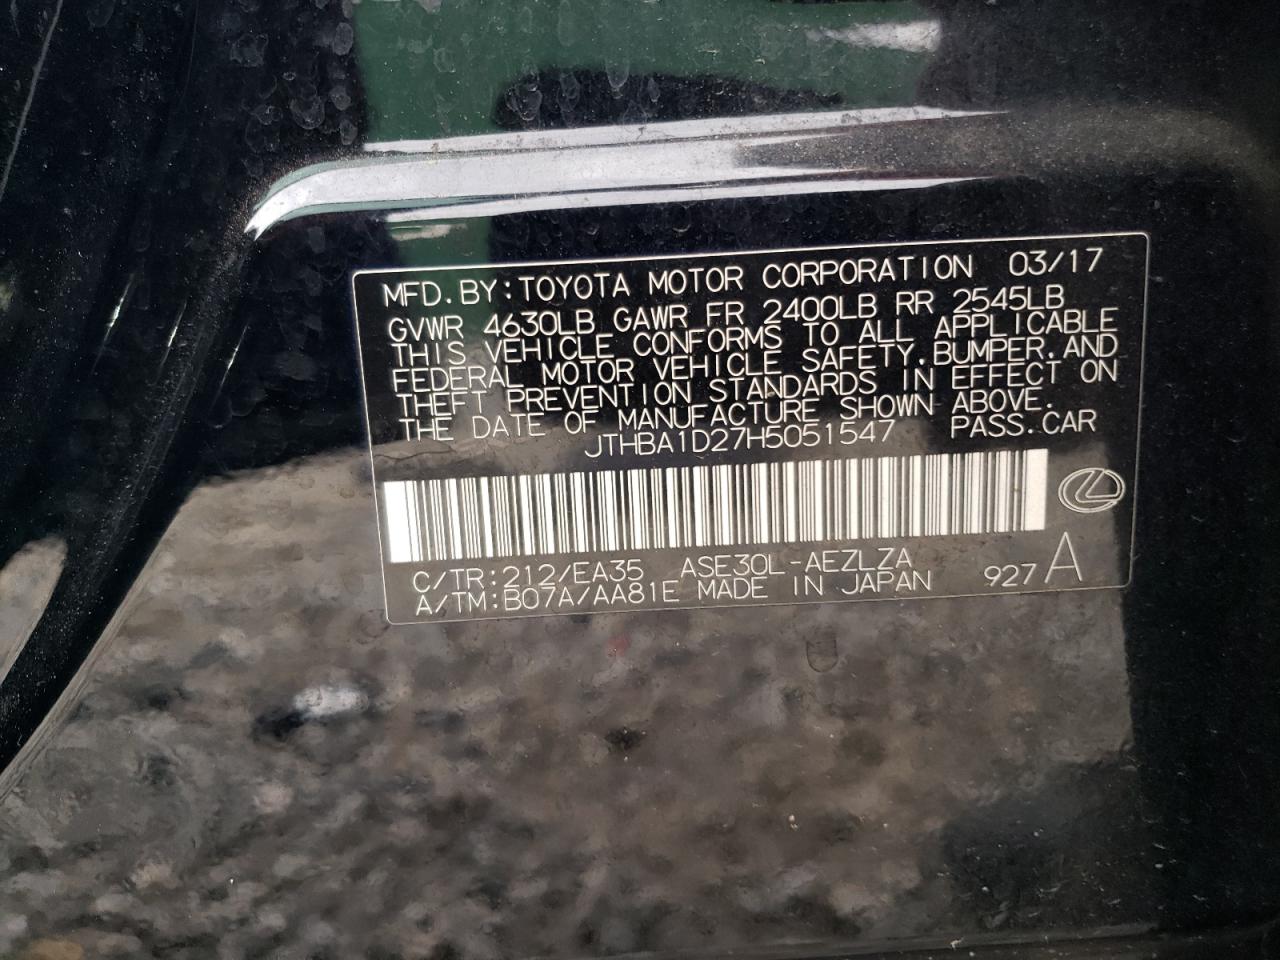 MFD. BY: TOYOTA MOTOR CORPORATION 03/17
GVWR 4630LB GAWR FR 2400LB RR 2545LB
THIS VEHICLE CONFORMS TO ALL APPLICABLE
FEDERAL MOTOR VEHICLE SAFETY, BUMPER, AND
THEFT PREVENTION STANDARDS IN EFFECT ON
THE DATE OF MANUFACTURE SHOWN ABOVE.
JTHBA1D27H5051547 PASS. CAR
C/TR: 212/EA35 ASE30L-AEZLZA
A/TM: B07A/AA81E MADE IN JAPAN 927 A